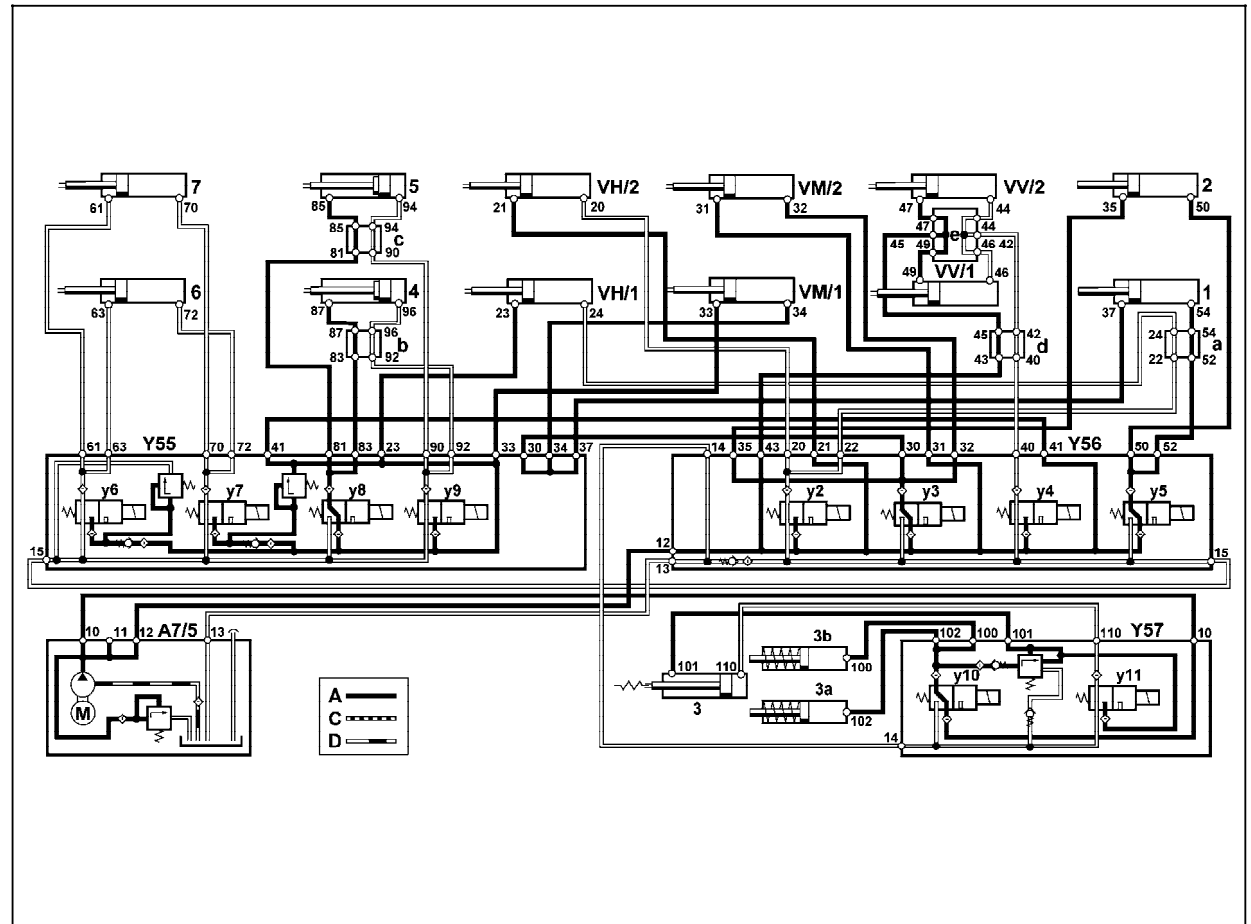 7 5 VH/2 VM/2 VV/2 2
61 70 85 94 21 20 31 32 47 44 35 50
85 94 c 47 e 44
81 90 45 49 46 42
VV/1
6 4 VH/1 VM/1 49 46 1
63 72 87 96 23 24 33 34 37 54
87 96 b 45 42 d 24 54 a
83 92 43 40 22 52
61 63 Y55 70 72 41 81 83 23 90 92 33 30 34 37 14 35 43 20 21 22 30 31 32 40 41 Y56 50 52
y6 y7 y8 y9 y2 y3 y4 y5
15 12 13 15
10 11 12 A7/5 13 3b 102 100 101 110 Y57 10
101 110 100
y10 y11
3a
M A 3 102
C
D 14